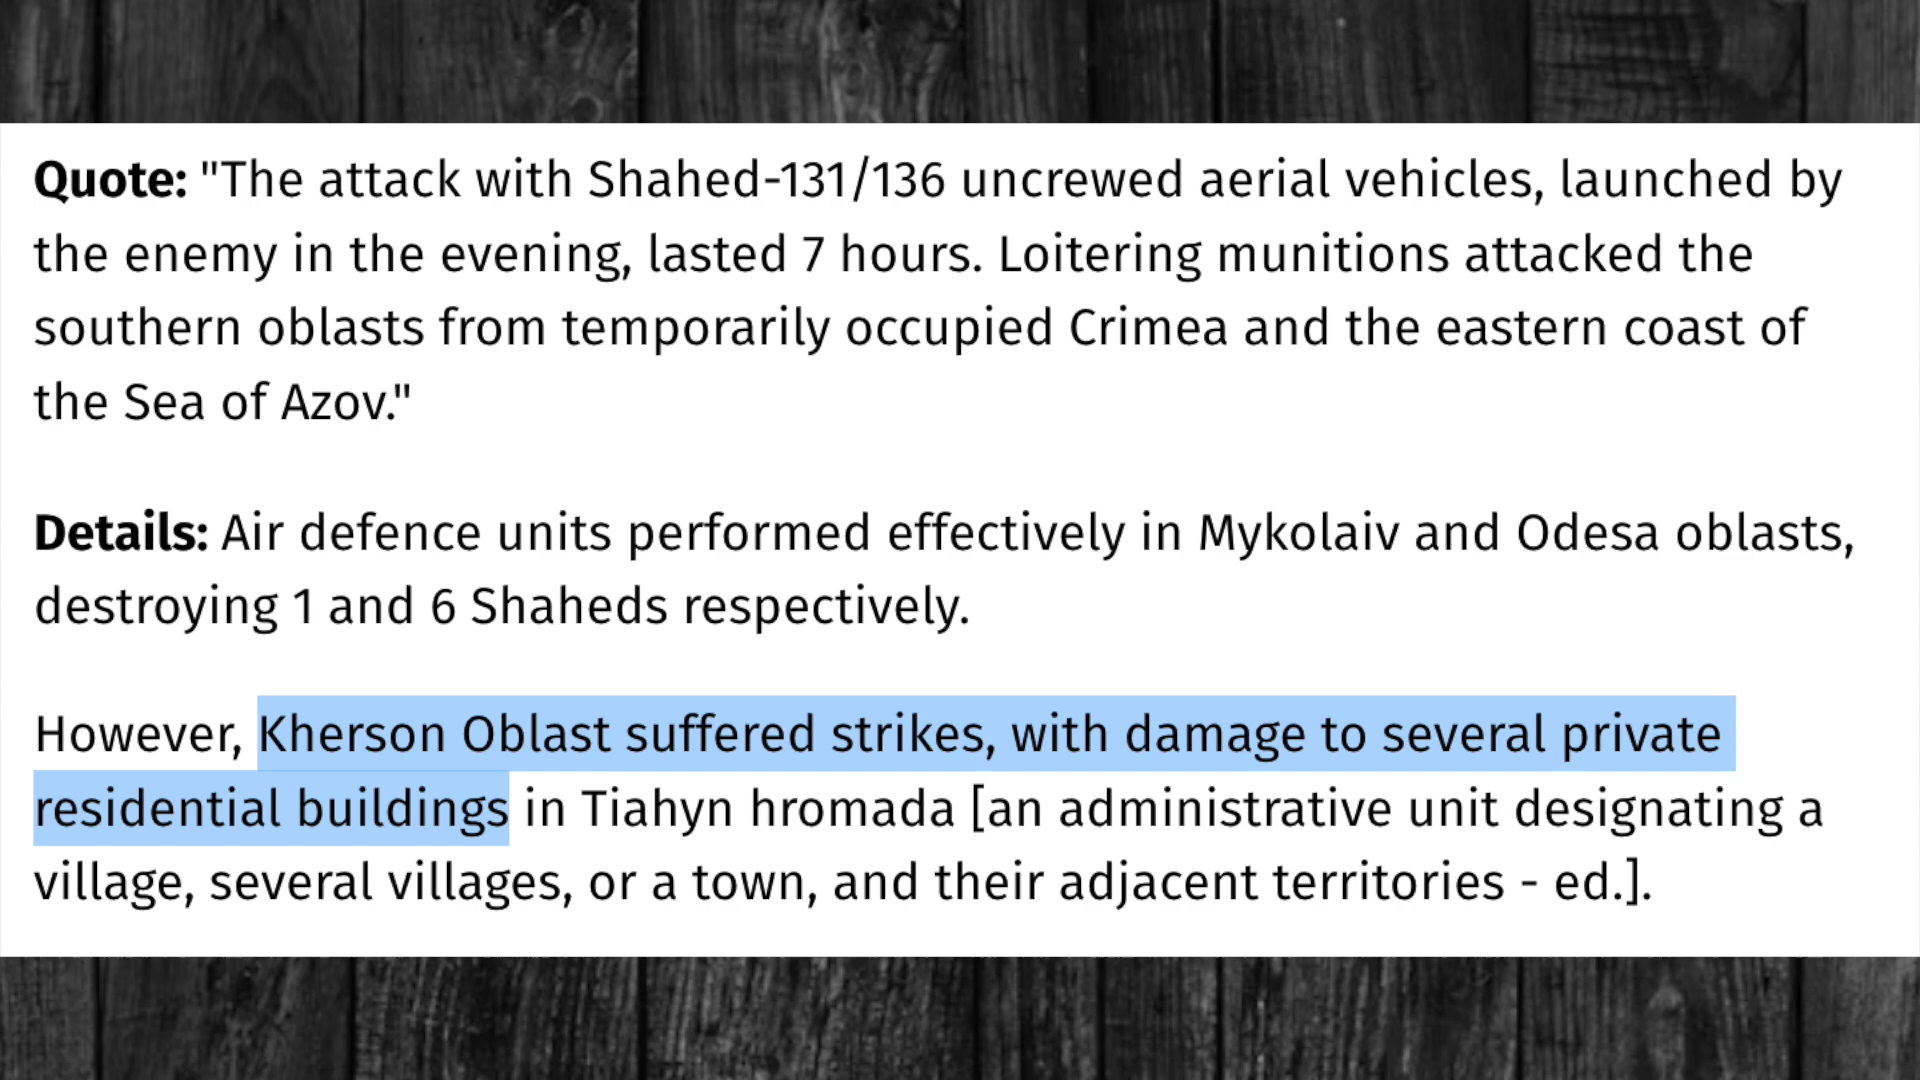 Quote: "The attack with Shahed-131/136 uncrewed aerial vehicles, launched by
the enemy in the evening, lasted 7 hours. Loitering munitions attacked the
southern oblasts from temporarily occupied Crimea and the eastern coast of
the Sea of Azov."
Details: Air defence units performed effectively in Mykolaiv and Odesa oblasts,
destroying 1 and 6 Shaheds respectively.
However, Kherson Oblast suffered strikes, with damage to several private
residential buildings in Tiahyn hromada [an administrative unit designating a
village, several villages, or a town, and their adjacent territories - ed.].